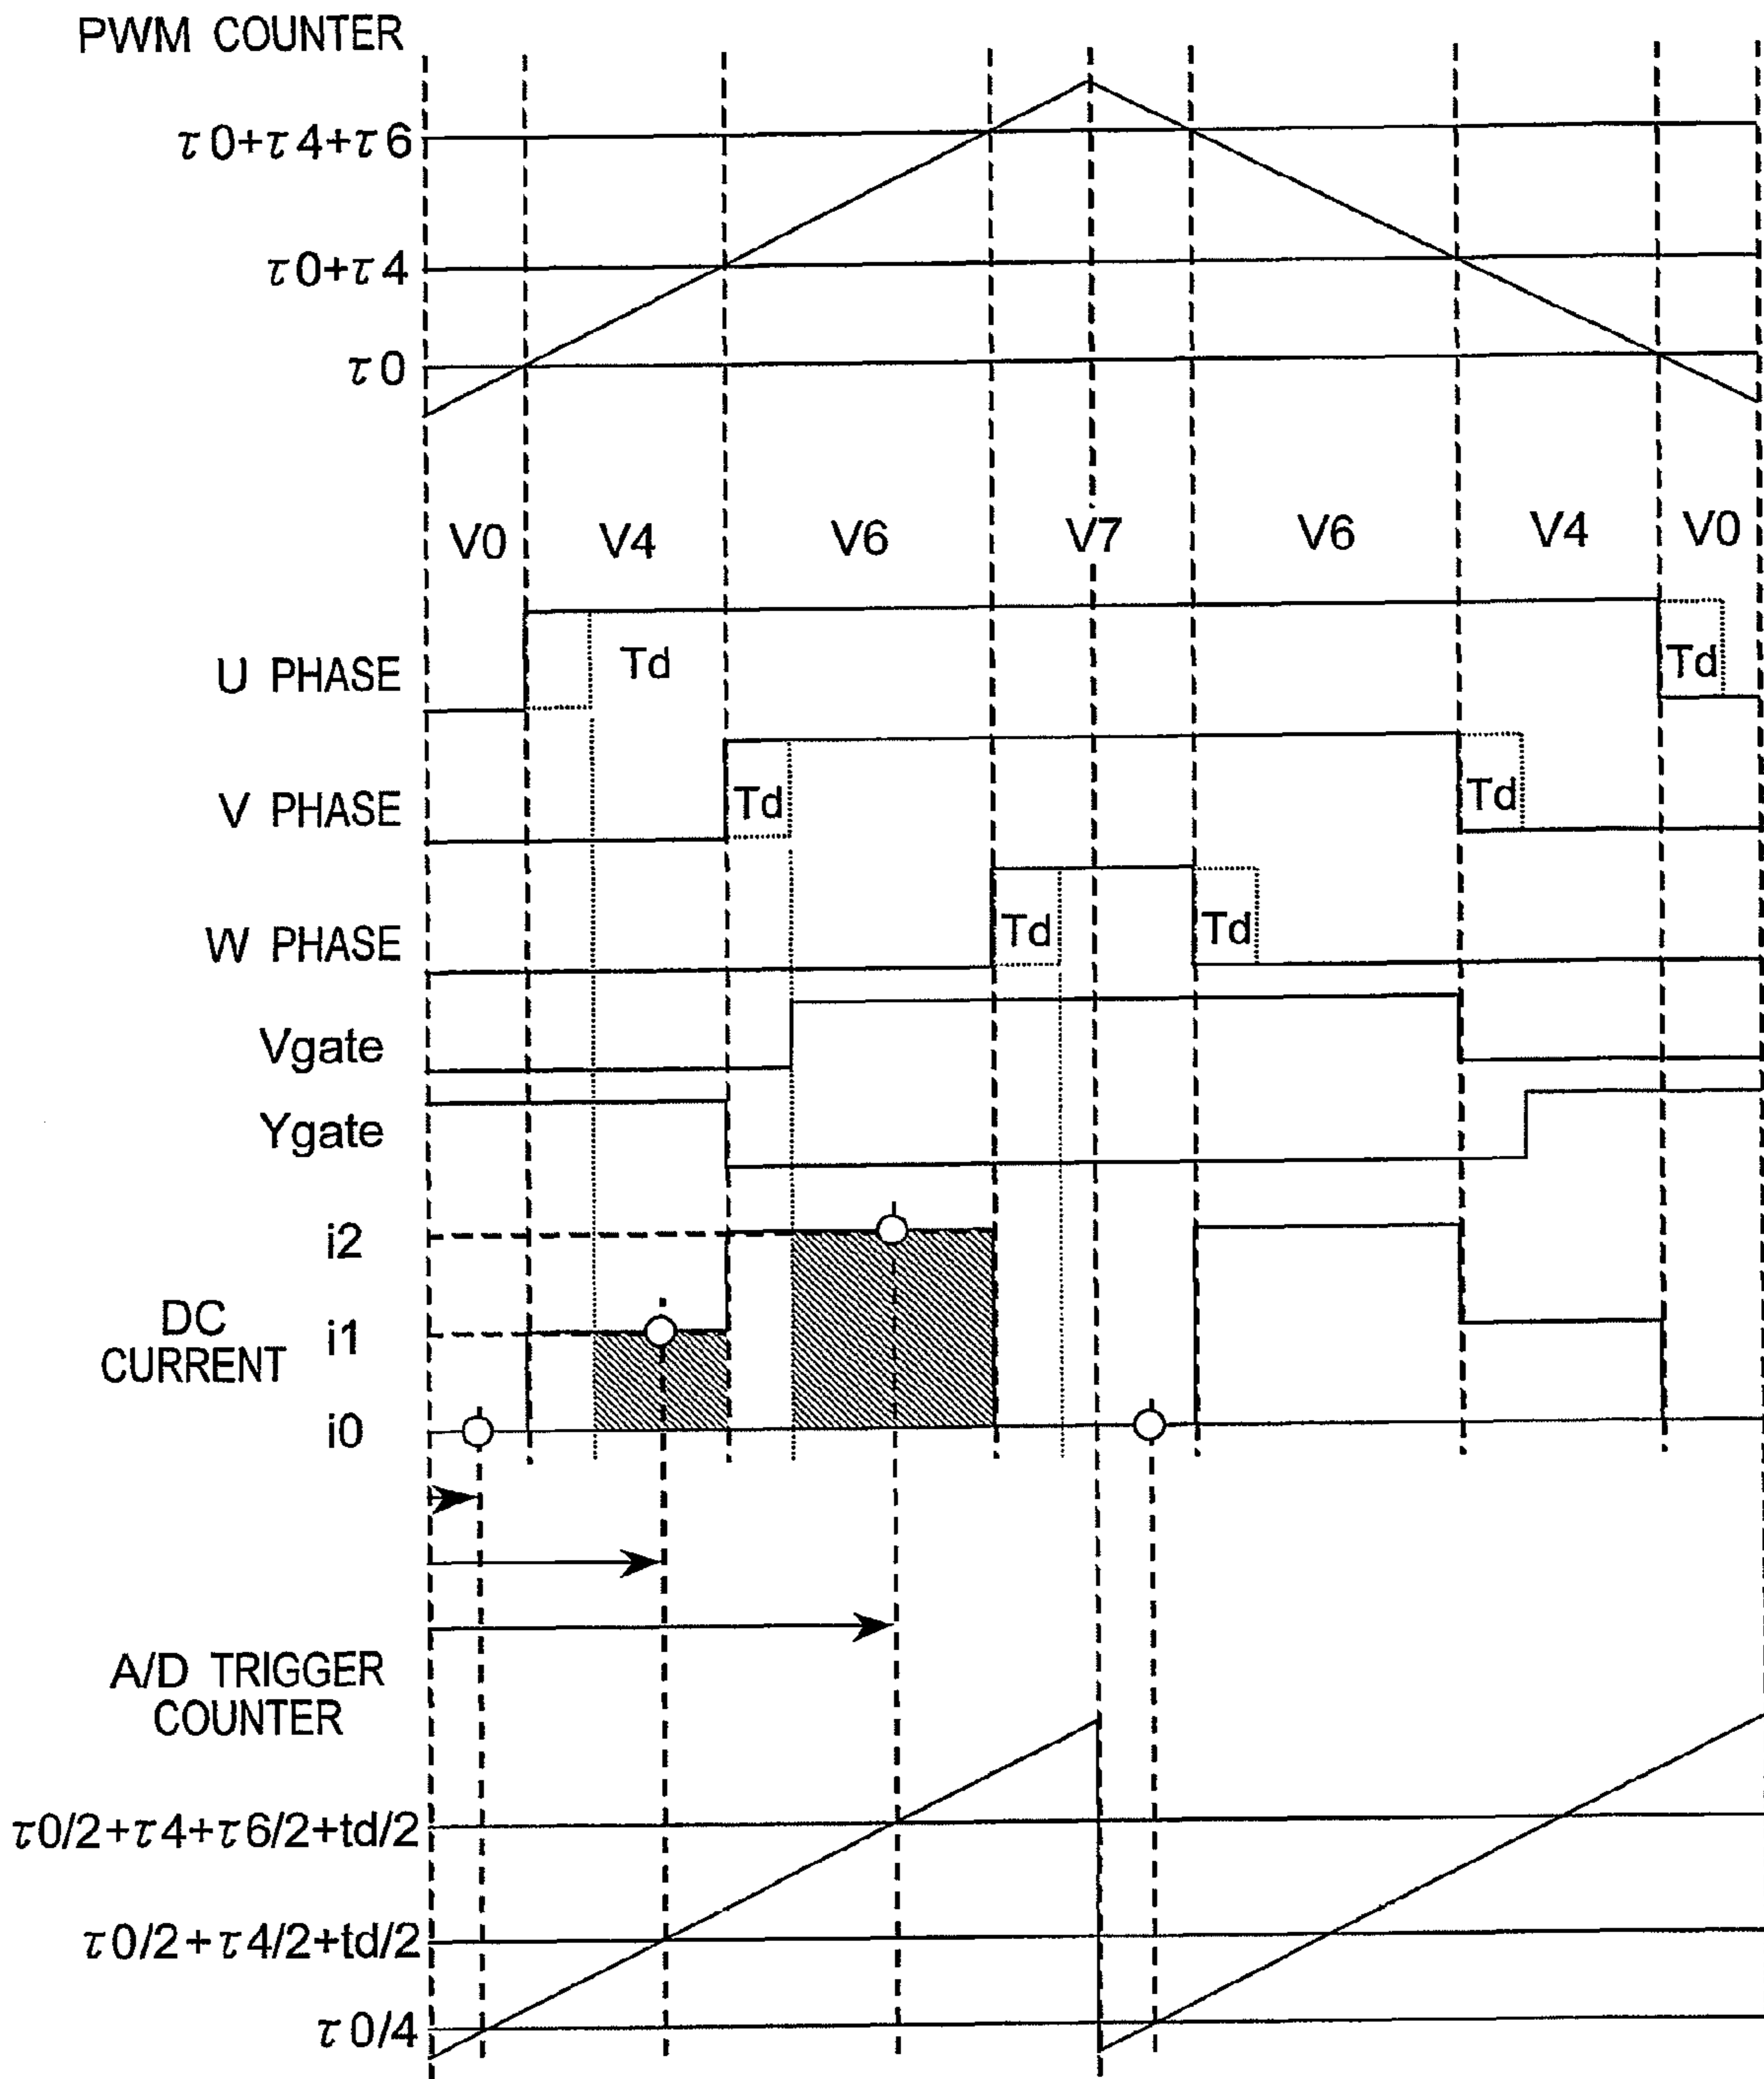 PWM COUNTER
τ0+τ4+τ6
τ0+τ4
τ0
V0 V4 V6 V7 V6 V4 V0
U PHASE
Td
Td
V PHASE
Td
Td
W PHASE
Td
Td
Vgate
Ygate
i2
DC
CURRENT
i1
i0
A/D TRIGGER
COUNTER
τ0/2+τ4+τ6/2+td/2
τ0/2+τ4/2+td/2
τ0/4